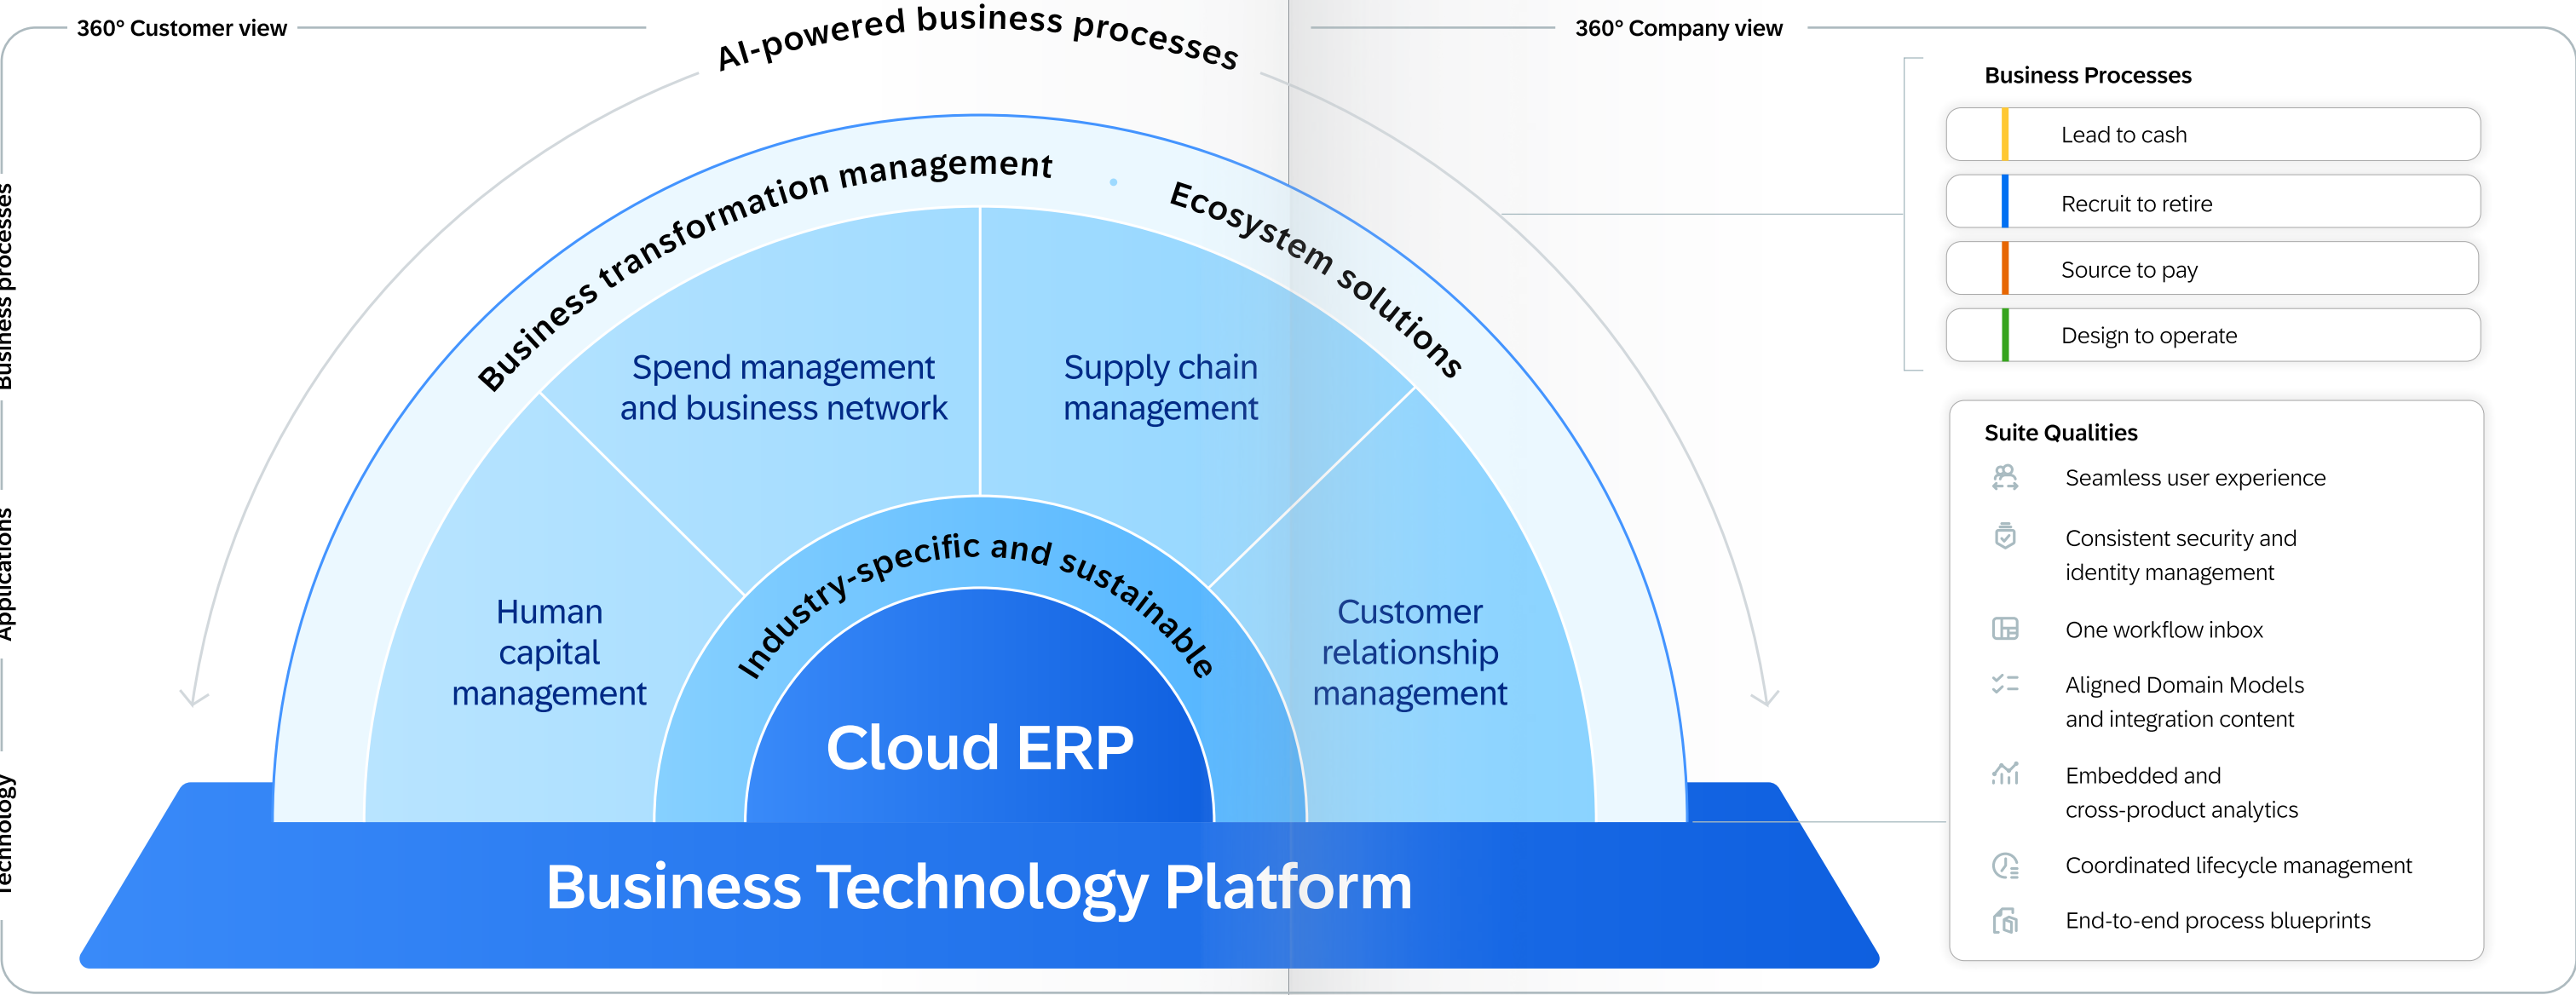 360° Customer view
AI-powered business processes
360° Company view
Business processes
Applications
Technology
Business transformation management · Ecosystem solutions
Spend management
and business network
Supply chain
management
Human
capital
management
Customer
relationship
management
Industry-specific and sustainable
Cloud ERP
Business Technology Platform
Business Processes
Lead to cash
Recruit to retire
Source to pay
Design to operate
Suite Qualities
Seamless user experience
Consistent security and
identity management
One workflow inbox
Aligned Domain Models
and integration content
Embedded and
cross-product analytics
Coordinated lifecycle management
End-to-end process blueprints